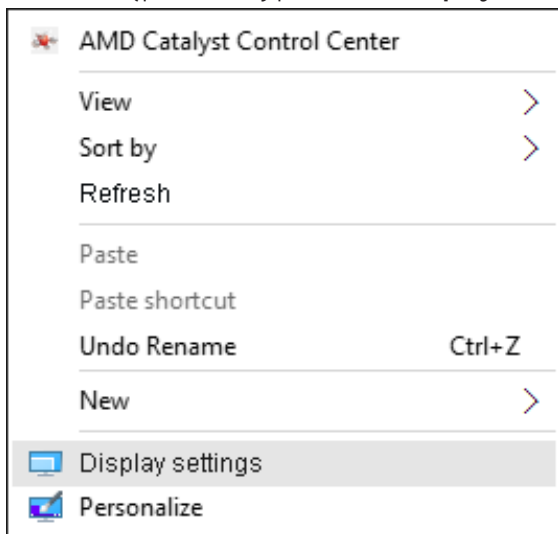 AMD Catalyst Control Center
View
Sort by
Refresh
Paste
Paste shortcut
Undo Rename Ctrl+Z
New
Display settings
Personalize